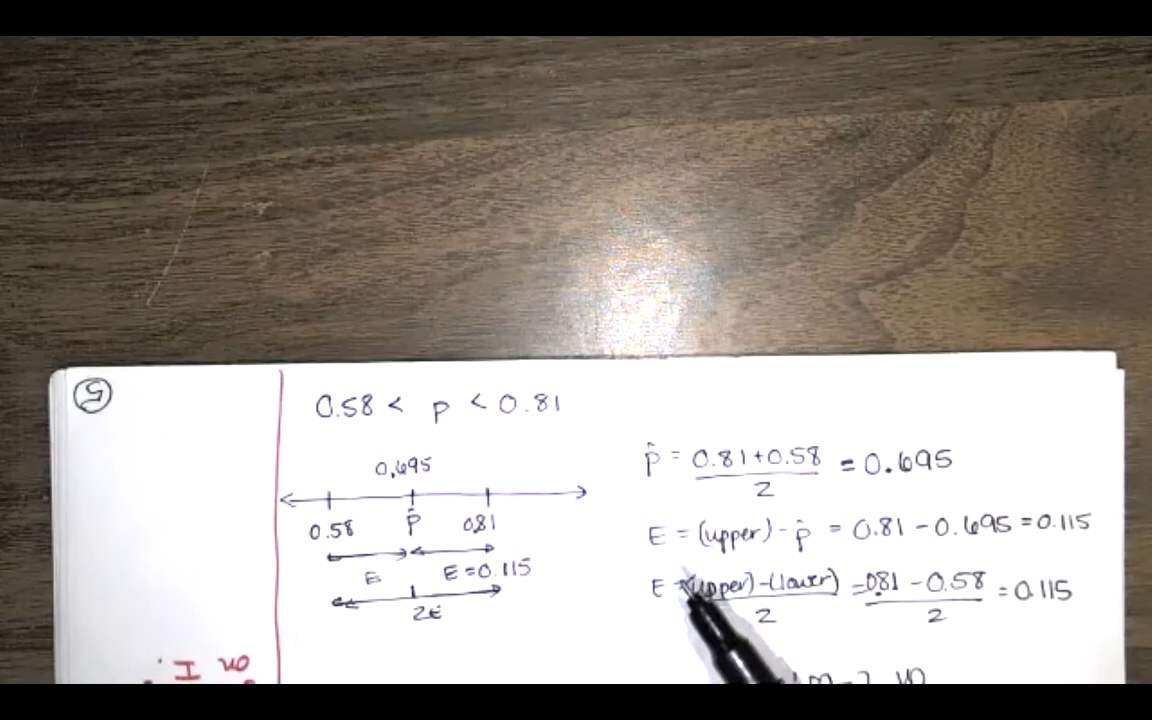 5
0.58 < p < 0.81
0.695
0.58 p̂ 0.81
E E = 0.115
2E
p̂ = 0.81 + 0.58 / 2 = 0.695
E = (upper) - p̂ = 0.81 - 0.695 = 0.115
E = (upper) - (lower) / 2 = 0.81 - 0.58 / 2 = 0.115